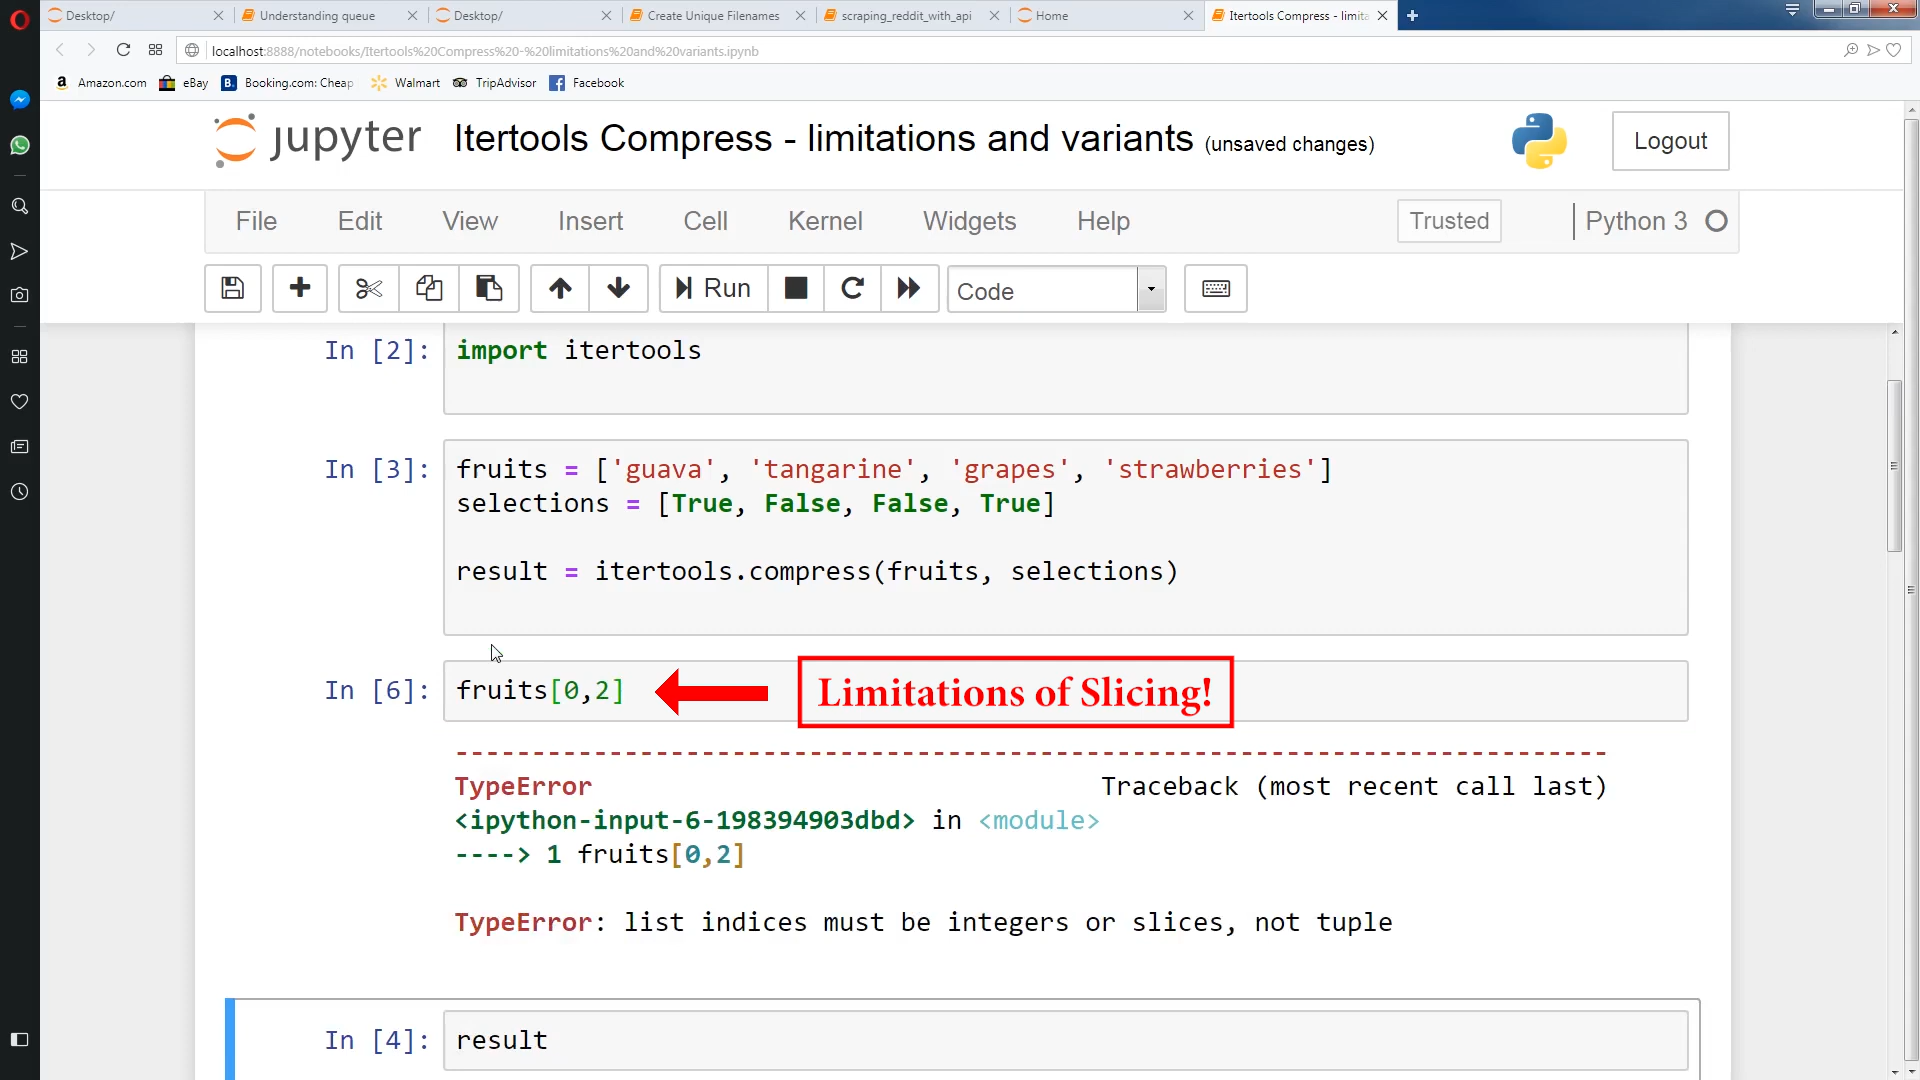 Desktop/
Understanding queue
Desktop/
Create Unique Filenames
scraping_reddit_with_api
Home
Itertools Compress - limita
localhost:8888/notebooks/Itertools%20Compress%20-%20limitations%20and%20variants.ipynb
Amazon.com
eBay
B.
Booking.com: Cheap
Walmart
TripAdvisor
Facebook
jupyter
Itertools Compress - limitations and variants (unsaved changes)
Logout
File
Edit
View
Insert
Cell
Kernel
Widgets
Help
Trusted
Python 3
Run
Code
In [2]:
import itertools
In [3]:
fruits = ['guava', 'tangarine', 'grapes', 'strawberries']
selections = [True, False, False, True]
result = itertools.compress(fruits, selections)
In [6]:
fruits[0,2]
Limitations of Slicing!
---------------------------------------------------------------------------
TypeError                                 Traceback (most recent call last)
<ipython-input-6-198394903dbd> in <module>
----> 1 fruits[0,2]
TypeError: list indices must be integers or slices, not tuple
In [4]:
result